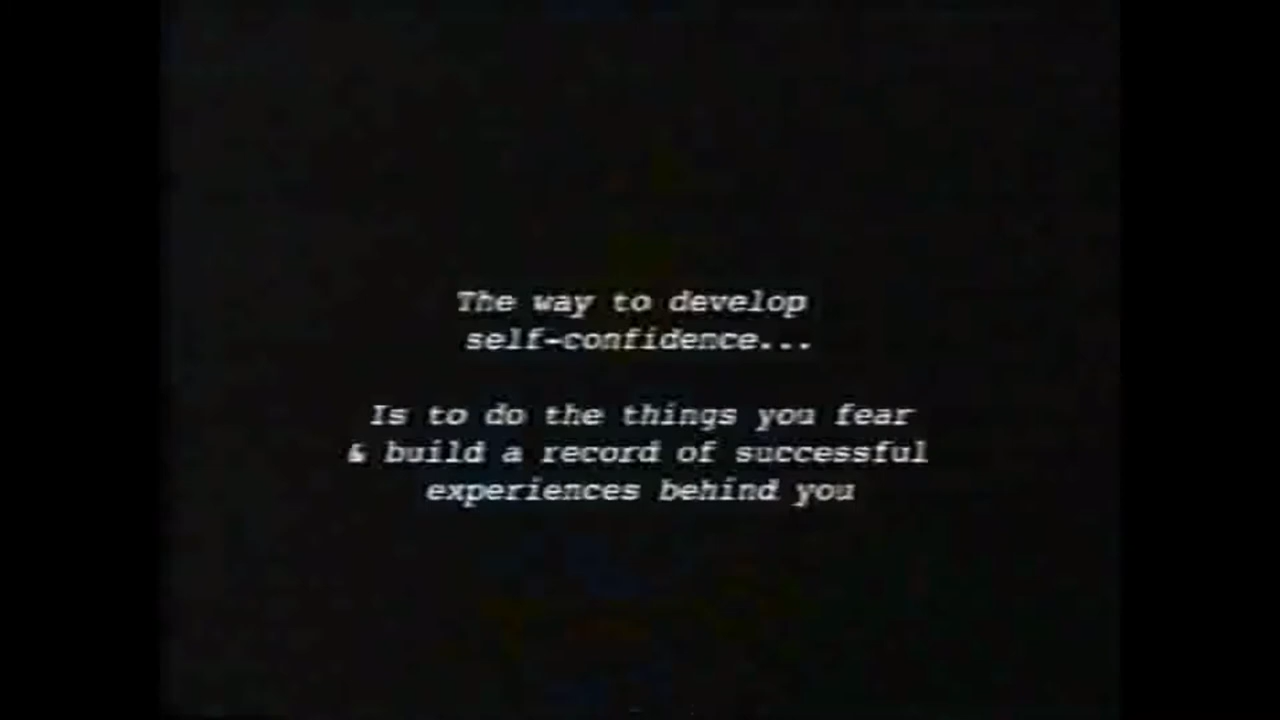 The way to develop
self-confidence...
Is to do the things you fear
& build a record of successful
experiences behind you